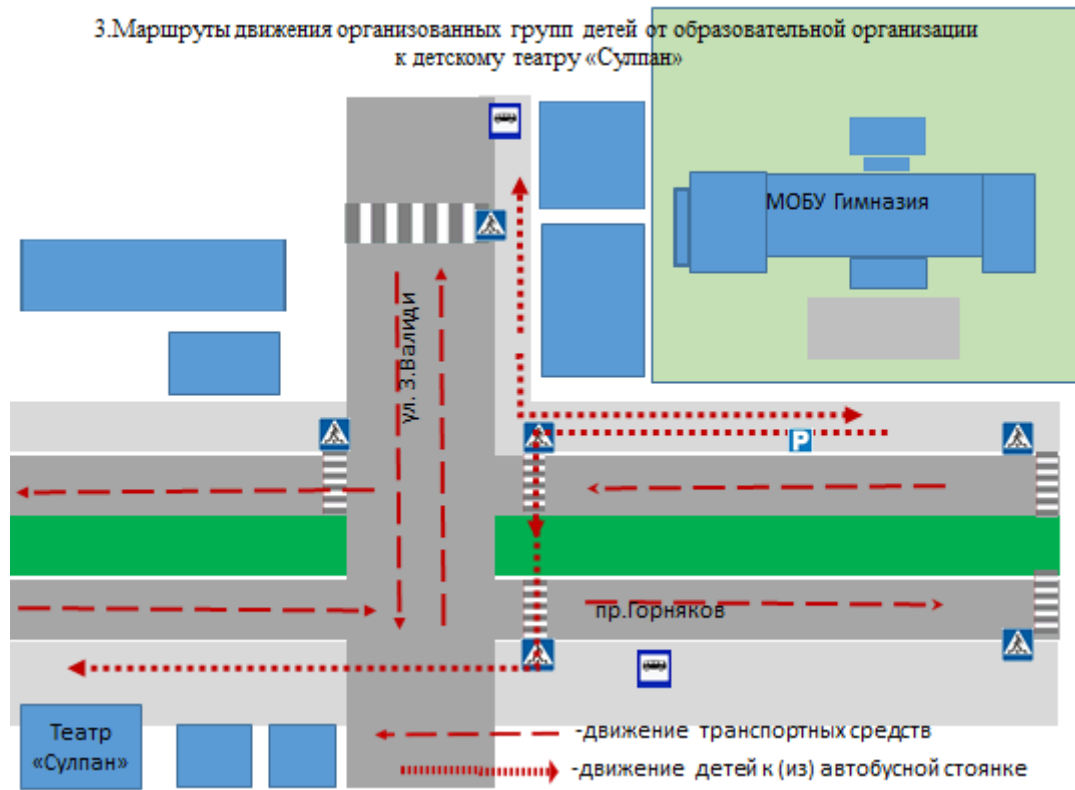 3.Маршруты движения организованных групп детей от образовательной организации
к детскому театру «Сулпан»
МОБУ Гимназия
ул. З.Валиди
P
пр.Горняков
Театр
«Сулпан»
-движение транспортных средств
-движение детей к (из) автобусной стоянке